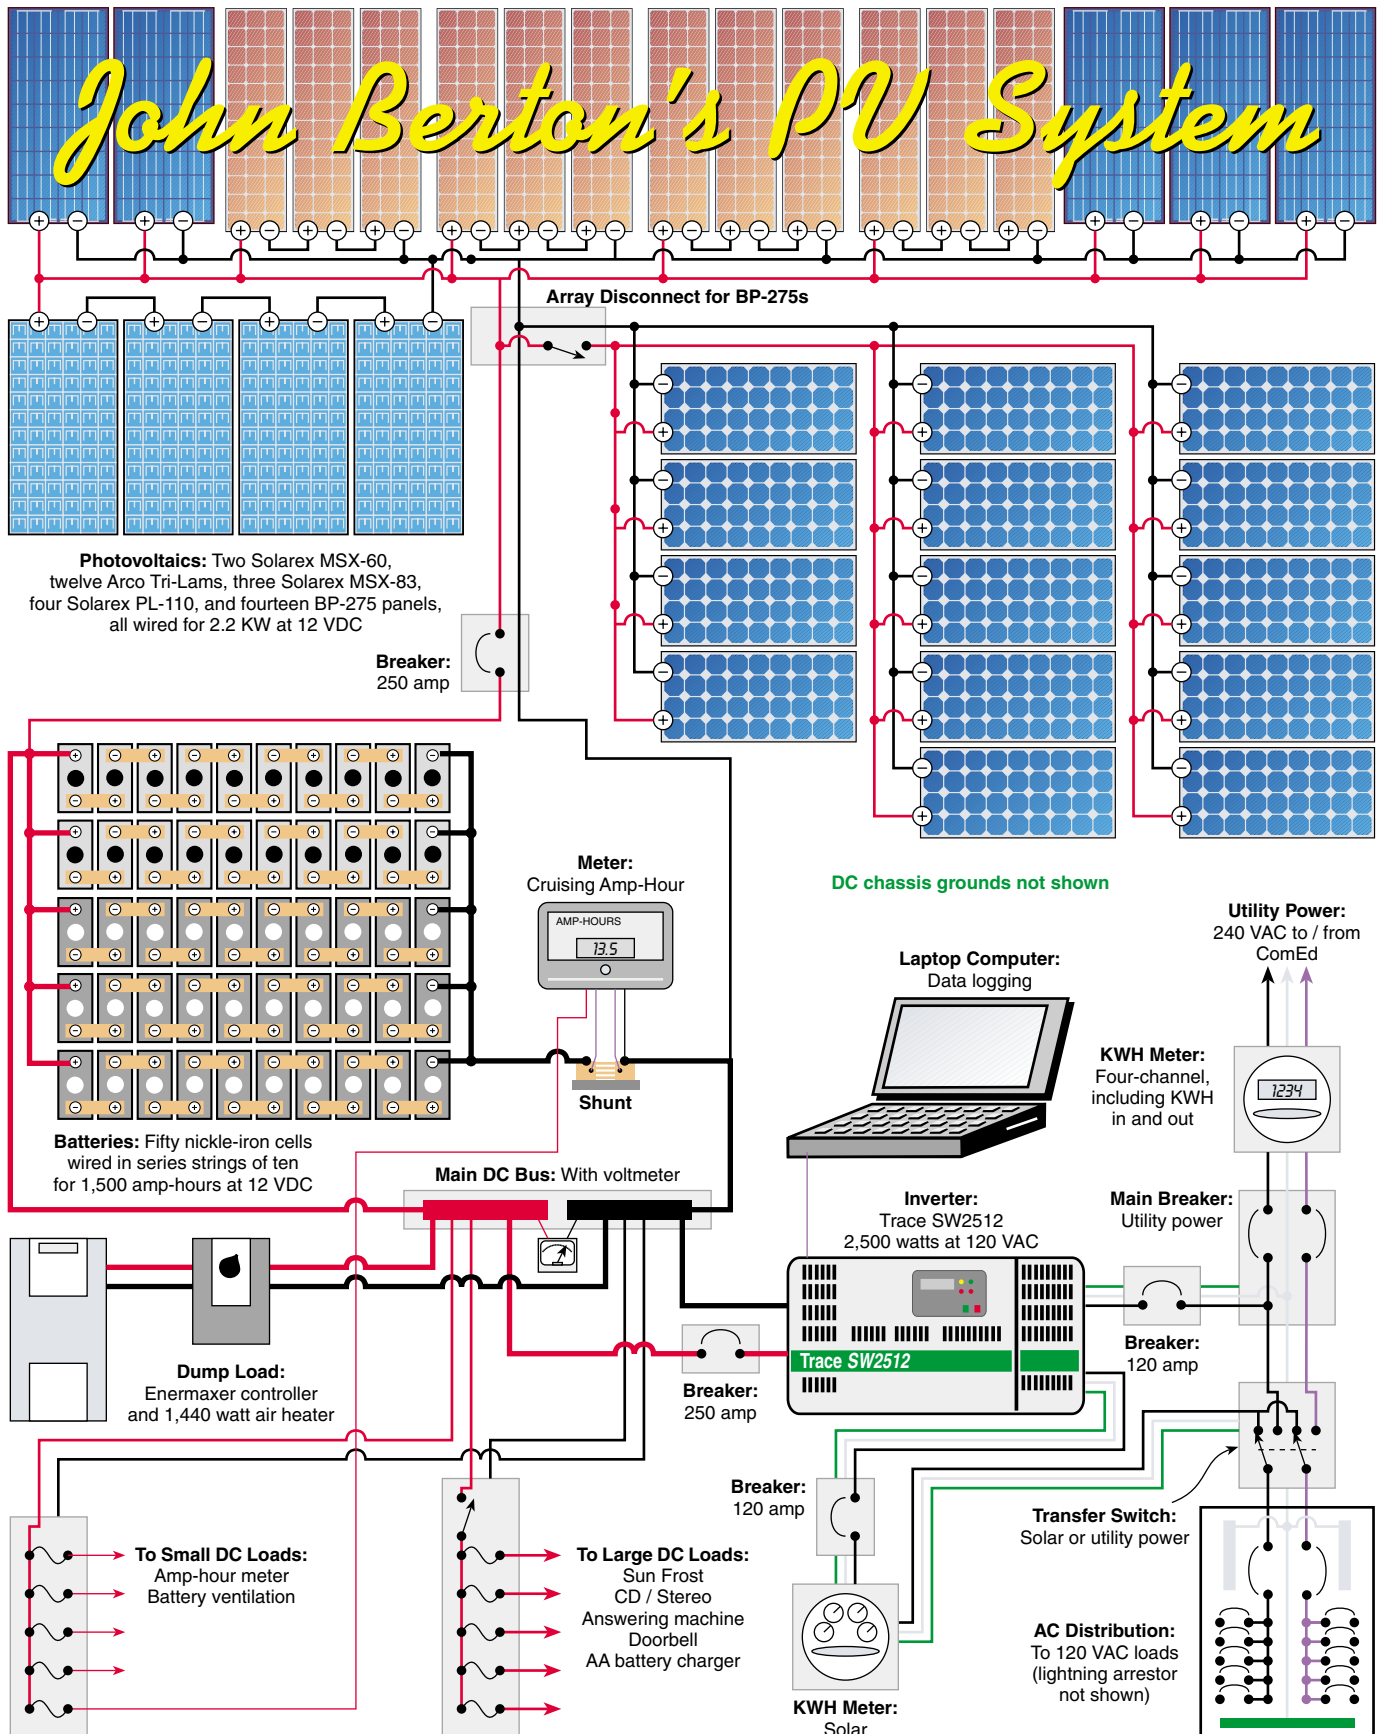 John Berton's PV System
Array Disconnect for BP-275s
Photovoltaics: Two Solarex MSX-60,
twelve Arco Tri-Lams, three Solarex MSX-83,
four Solarex PL-110, and fourteen BP-275 panels,
all wired for 2.2 KW at 12 VDC
Breaker:
250 amp
Meter:
Cruising Amp-Hour
AMP-HOURS
13.5
Shunt
DC chassis grounds not shown
Utility Power:
240 VAC to / from
ComEd
Laptop Computer:
Data logging
KWH Meter:
Four-channel,
including KWH
in and out
1234
Batteries: Fifty nickle-iron cells
wired in series strings of ten
for 1,500 amp-hours at 12 VDC
Main DC Bus: With voltmeter
Inverter:
Trace SW2512
2,500 watts at 120 VAC
Main Breaker:
Utility power
Trace SW2512
Breaker:
120 amp
Dump Load:
Enermaxer controller
and 1,440 watt air heater
Breaker:
250 amp
Breaker:
120 amp
Transfer Switch:
Solar or utility power
To Small DC Loads:
Amp-hour meter
Battery ventilation
To Large DC Loads:
Sun Frost
CD / Stereo
Answering machine
Doorbell
AA battery charger
AC Distribution:
To 120 VAC loads
(lightning arrestor
not shown)
KWH Meter:
Solar